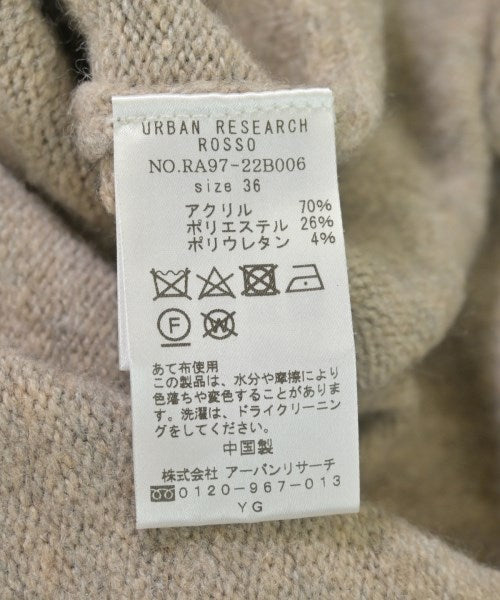 URBAN RESEARCH
ROSSO
NO.RA97-22B006
size 36
アクリル 70%
ポリエステル 26%
ポリウレタン 4%
F W
あて布使用
この製品は、水分や摩擦により
色落ちや変色することがありま
す。洗濯は、ドライクリーニン
グをしてください。
中国製
株式会社 アーバンリサーチ
0120-967-013
YG